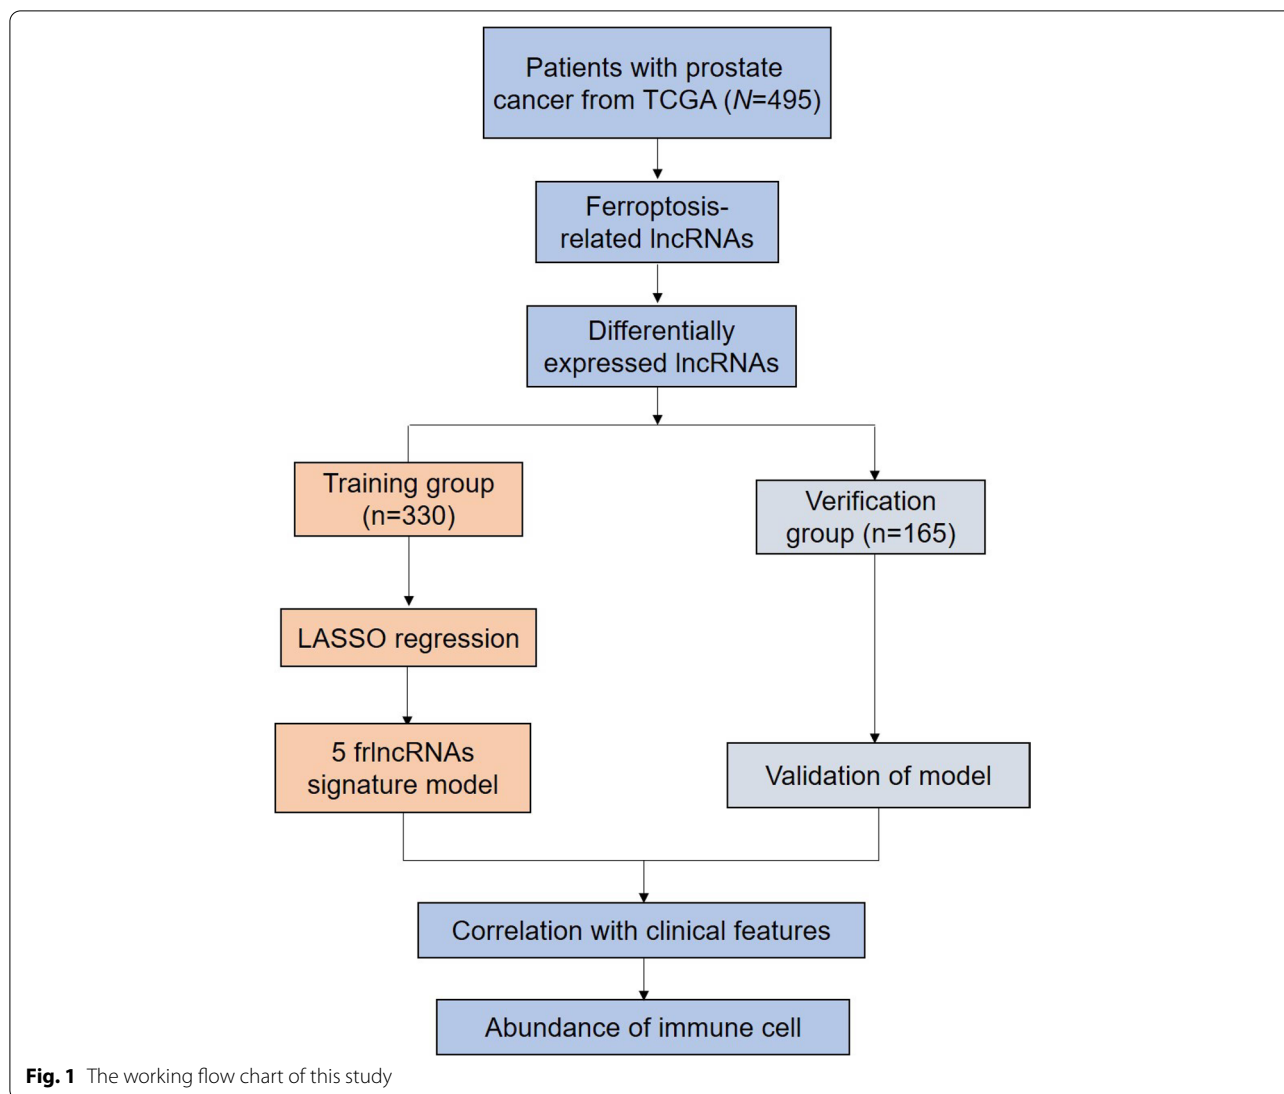 Patients with prostate
cancer from TCGA (N=495)
Ferroptosis-
related lncRNAs
Differentially
expressed lncRNAs
Training group
(n=330)
Verification
group (n=165)
LASSO regression
5 frlncRNAs
signature model
Validation of model
Correlation with clinical features
Abundance of immune cell
Fig. 1 The working flow chart of this study